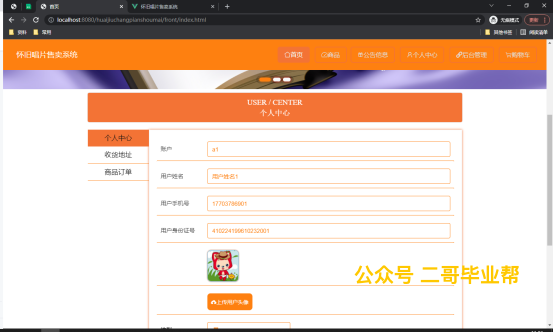 首页
怀旧唱片售卖系统
localhost:8080/huaijiuchangpianshoumai/front/index.html
无痕模式
更新
资料
常用
其他书签
阅读清单
怀旧唱片售卖系统
首页
商品
公告信息
个人中心
后台管理
购物车
USER / CENTER
个人中心
个人中心
收货地址
商品订单
账户
a1
用户姓名
用户姓名1
用户手机号
17703786901
用户身份证号
410224199610232001
上传用户头像
公众号 二哥毕业帮